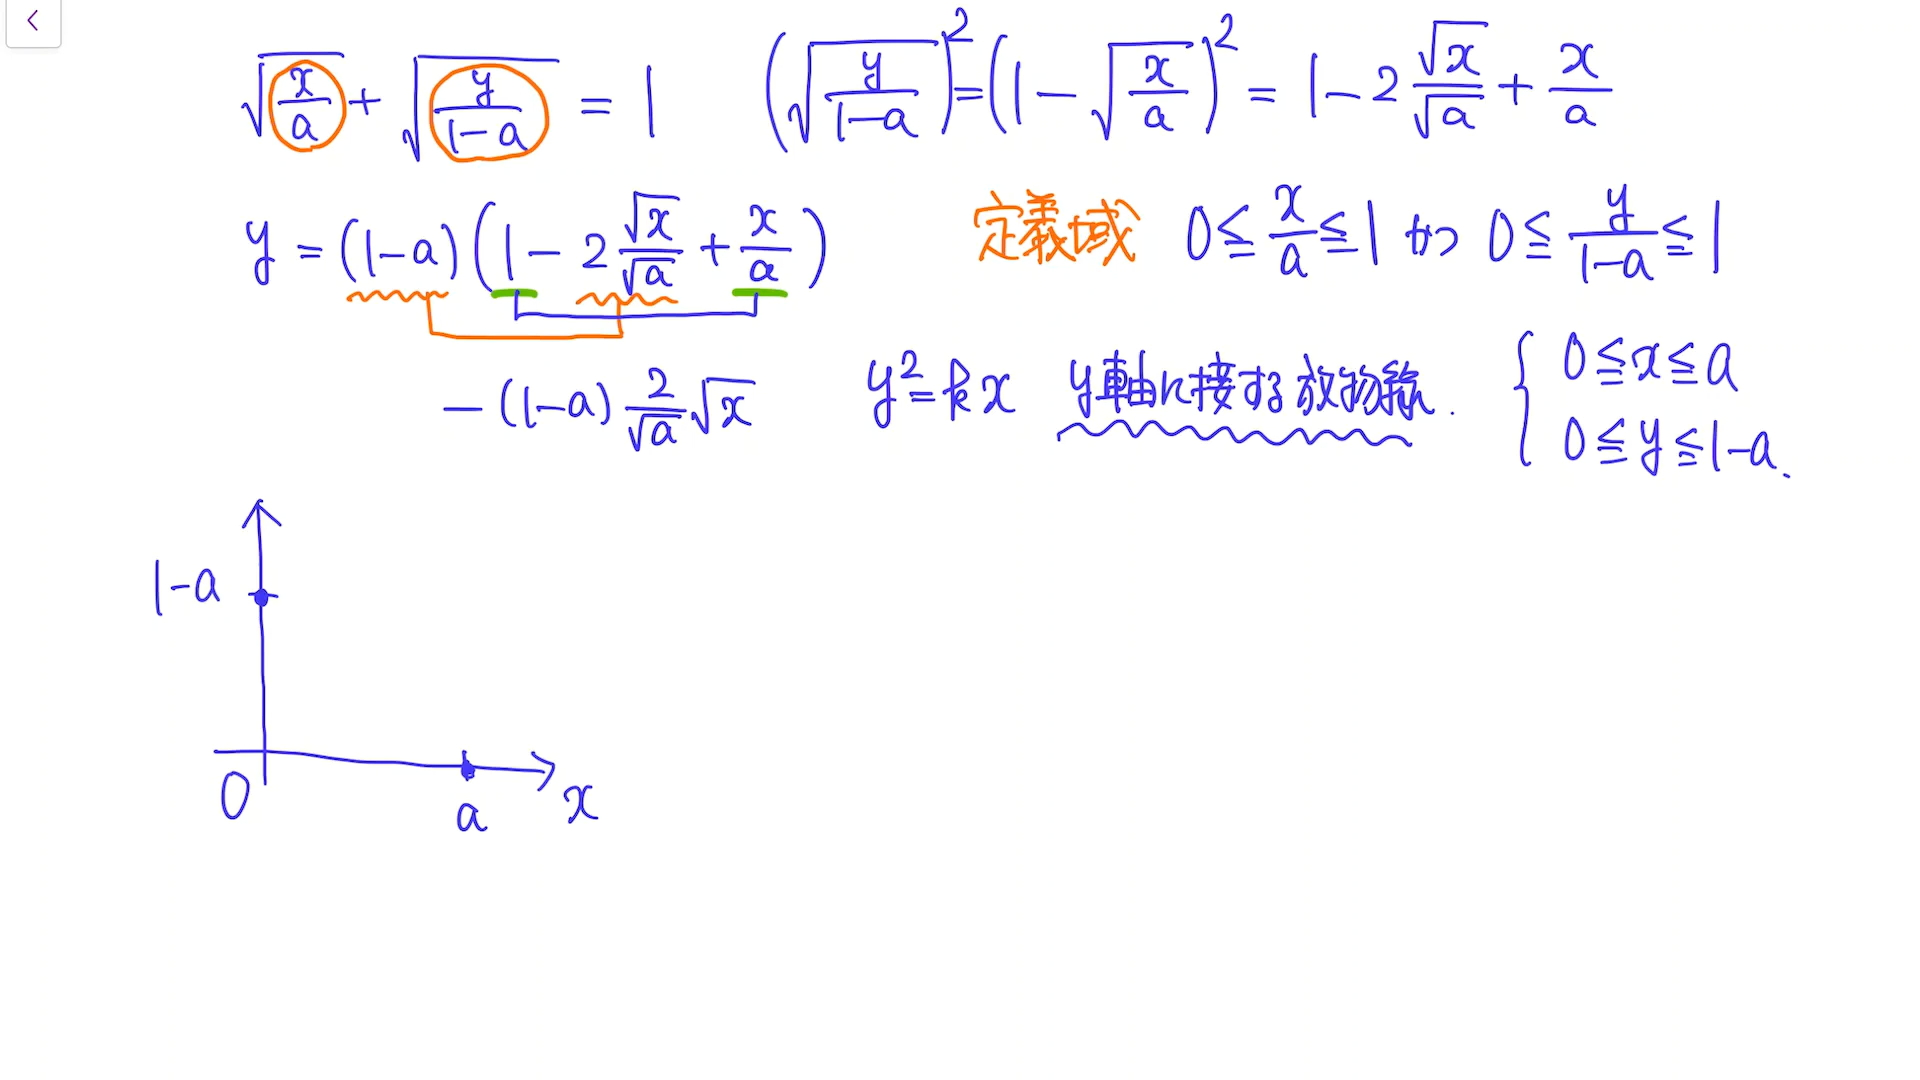 √(x/a) + √(y/(1-a)) = 1 (√(y/(1-a)))² = (1 - √(x/a))² = 1 - 2 √x/√a + x/a
y = (1-a)(1 - 2 √x/√a + x/a) 定義域 0 ≦ x/a ≦ 1 かつ 0 ≦ y/(1-a) ≦ 1
- (1-a) 2/√a √x y² = kx y軸に接する放物線. { 0 ≦ x ≦ a
0 ≦ y ≦ 1-a.
1-a
O a x